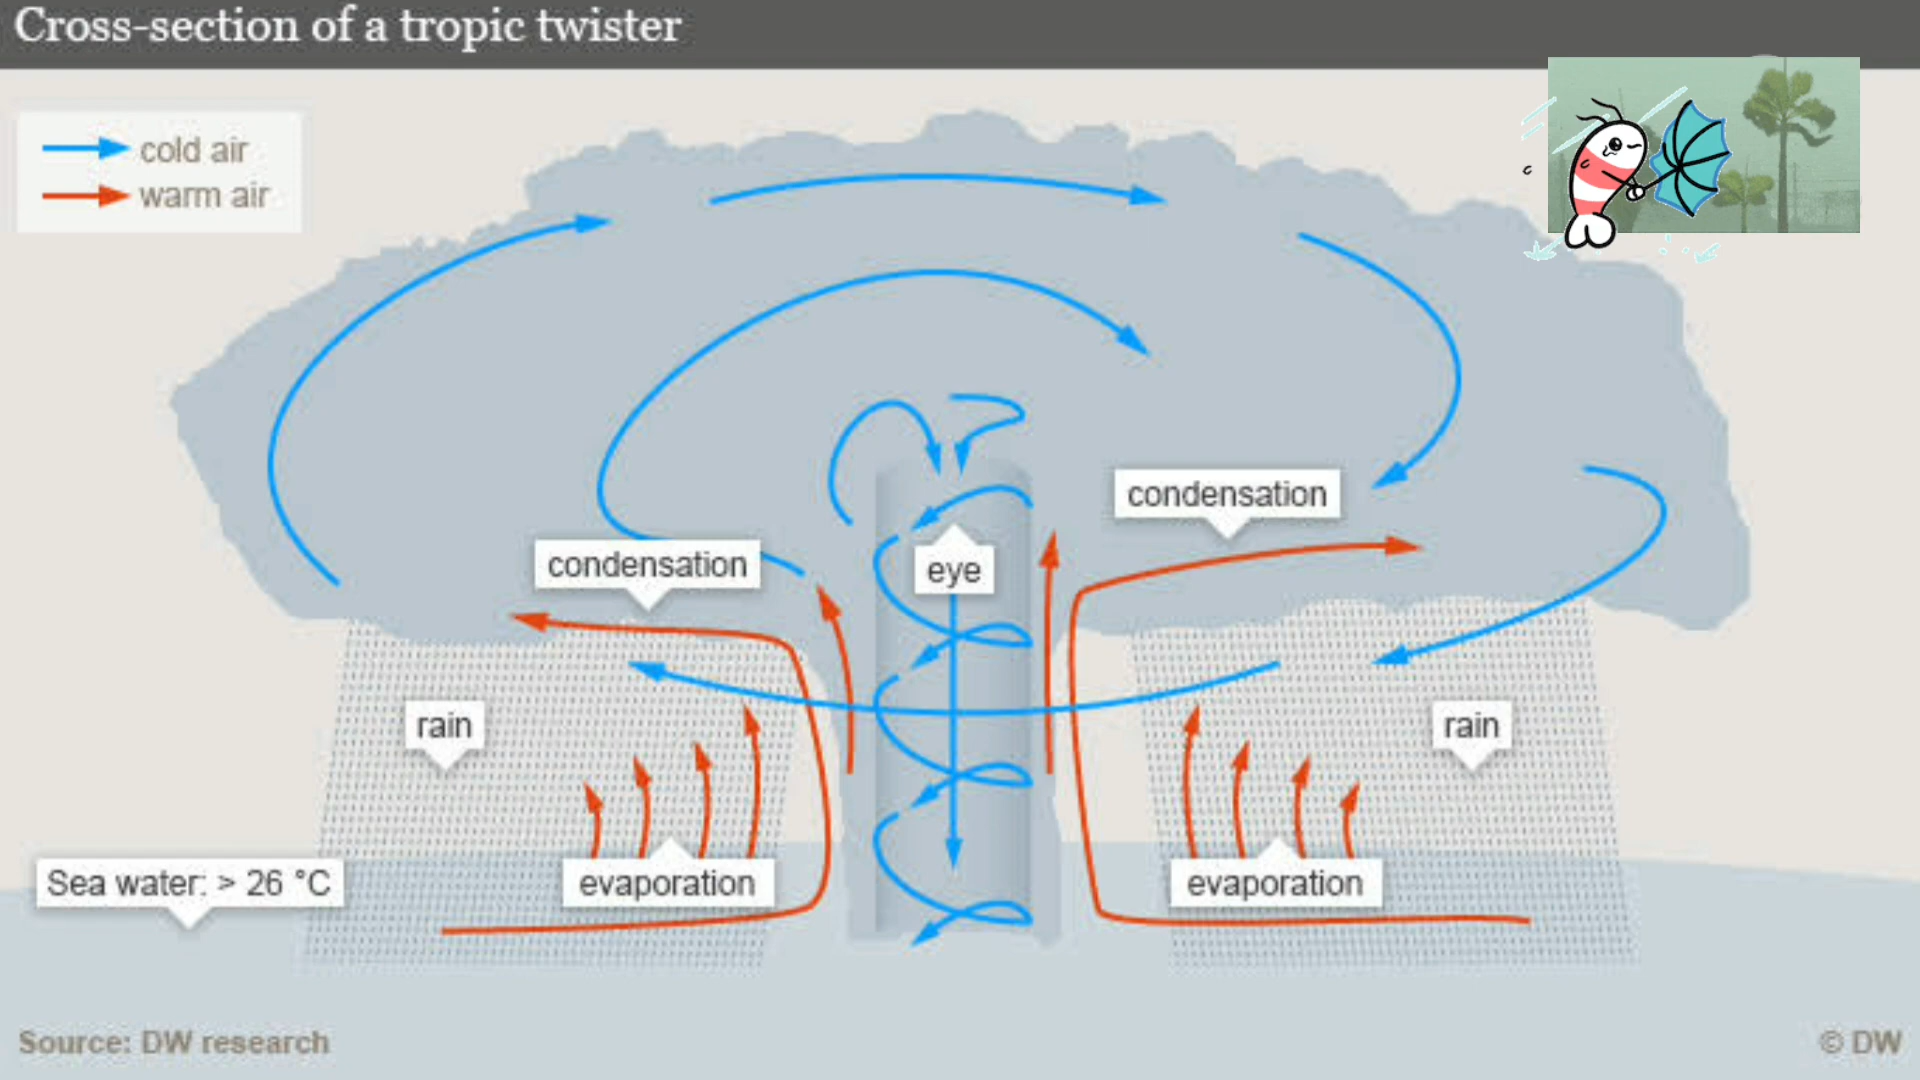 Cross-section of a tropic twister
cold air
warm air
condensation
condensation
eye
rain
rain
Sea water: > 26 °C
evaporation
evaporation
Source: DW research
© DW